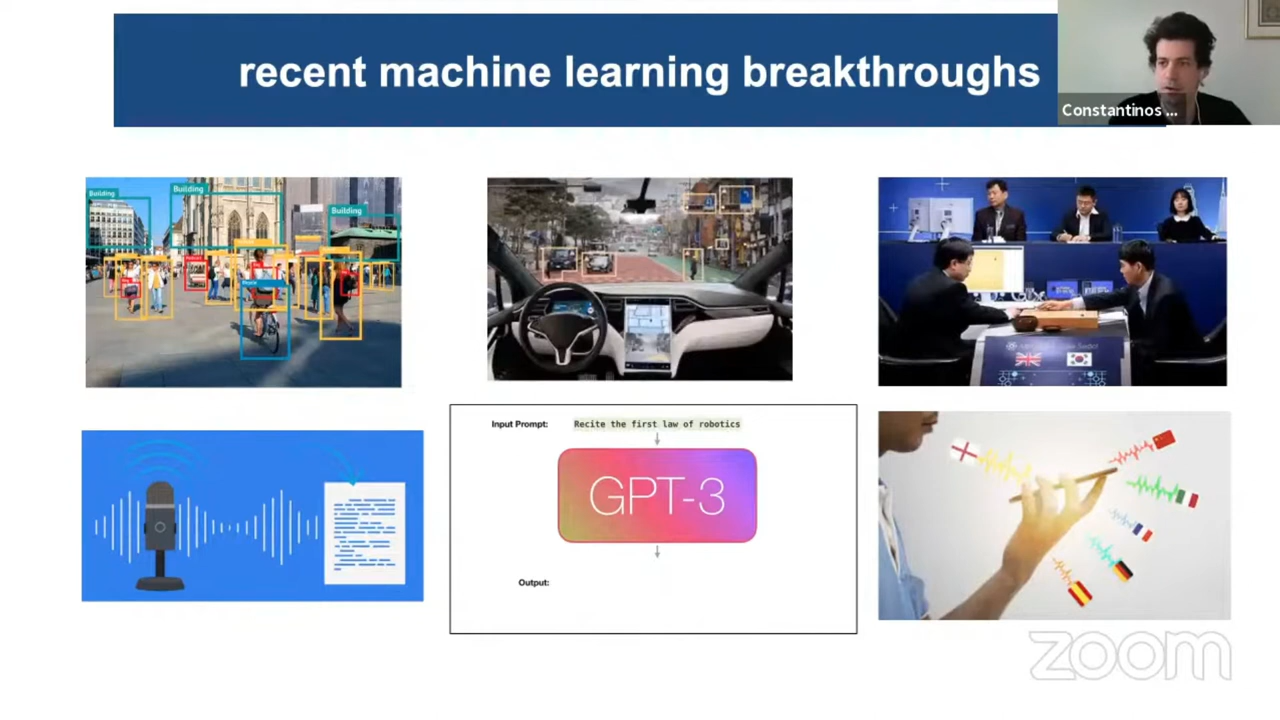 recent machine learning breakthroughs
Constantinos ...
Building
Building
Building
Input Prompt:
Recite the first law of robotics
GPT-3
Output:
zoom